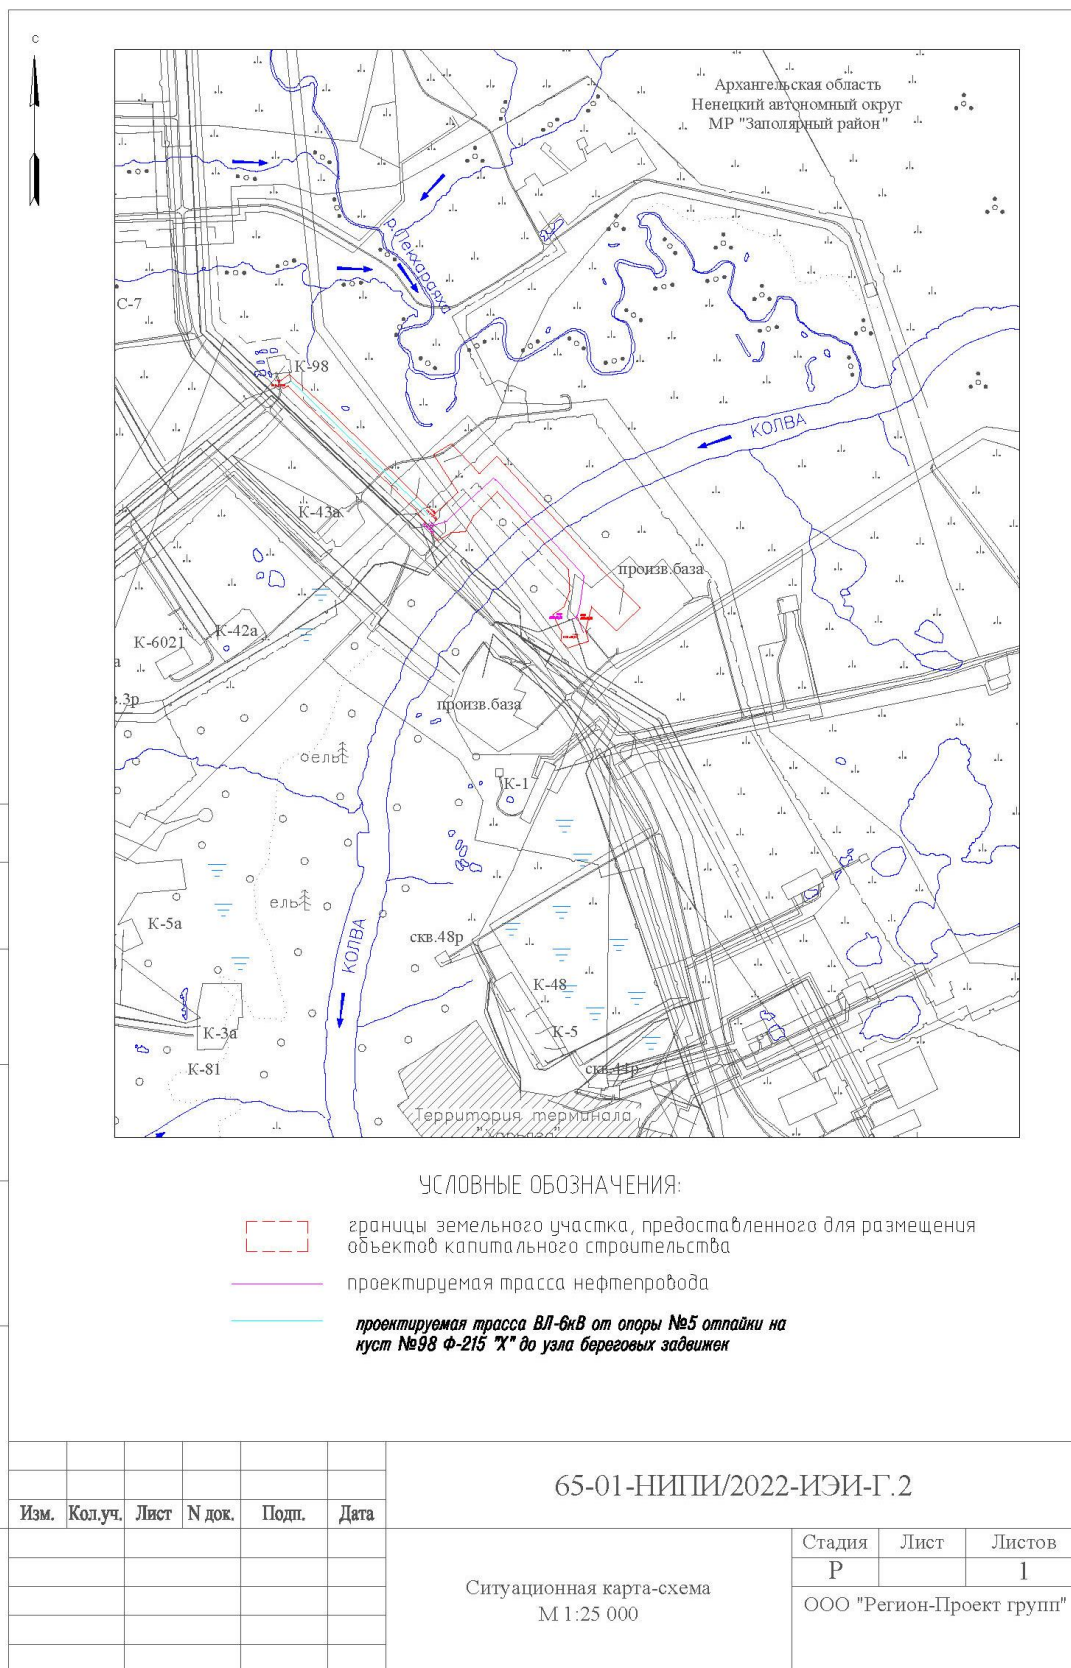 С
Архангельская область
Ненецкий автономный округ
МР "Заполярный район"
р.Пекхараяха
С-7
К-98
КОЛВА
К-43а
произв.база
К-42а
К-6021
а
в.3р
произв.база
ель
К-1
ель
К-5а
КОЛВА
скв.48р
К-48
К-5
К-3а
К-81
скв.44р
Территория терминала
УСЛОВНЫЕ ОБОЗНАЧЕНИЯ:
границы земельного участка, предоставленного для размещения
объектов капитального строительства
проектируемая трасса нефтепровода
проектируемая трасса ВЛ-6кВ от опоры №5 отпайки на
куст №98 Ф-215 "Х" до узла береговых задвижек
65-01-НИПИ/2022-ИЭИ-Г.2
Изм. Кол.уч. Лист N док. Подп. Дата
Стадия Лист Листов
Р 1
Ситуационная карта-схема
М 1:25 000
ООО "Регион-Проект групп"